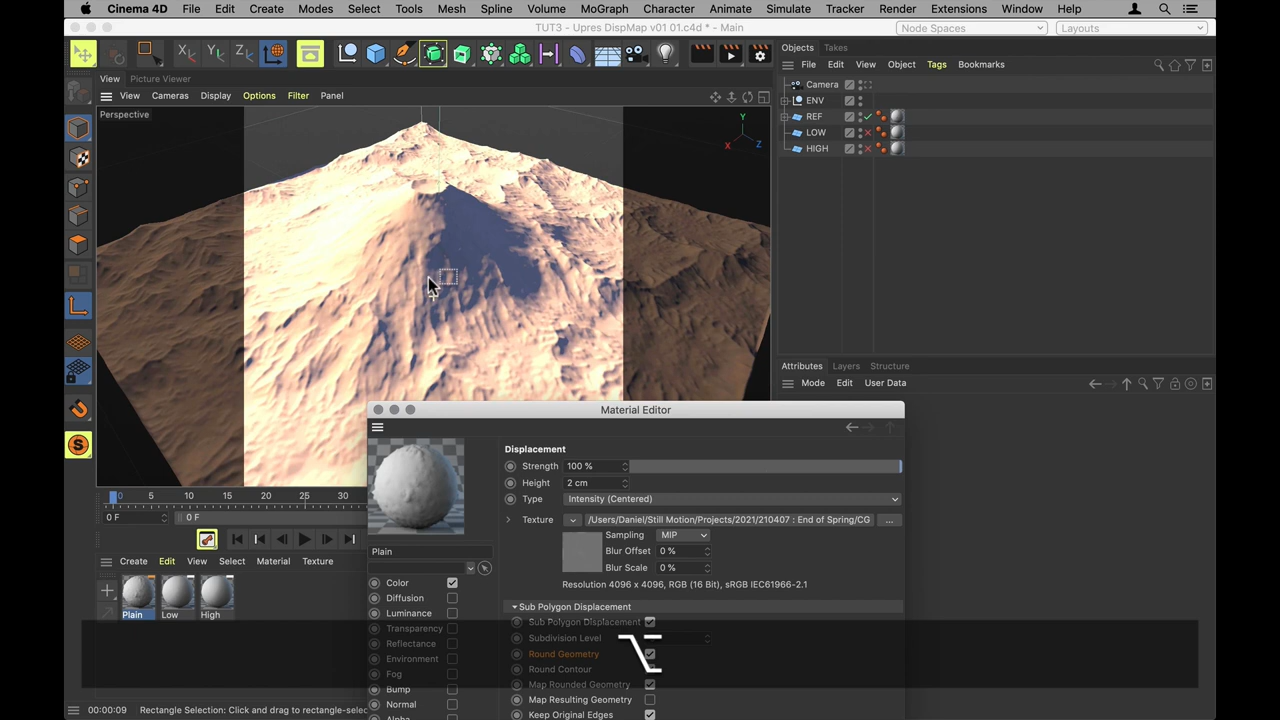 Cinema 4D File Edit Create Modes Select Tools Mesh Spline Volume MoGraph Character Animate Simulate Tracker Render Extensions Window Help
TUT3 - Upres DispMap v01 01.c4d * - Main
Node Spaces
Layouts
Objects Takes
File Edit View Object Tags Bookmarks
View Picture Viewer
View Cameras Display Options Filter Panel
Perspective
Y
X
Z
Camera
ENV
REF
LOW
HIGH
Attributes Layers Structure
Mode Edit User Data
Material Editor
Displacement
Strength 100 %
Height 2 cm
Type Intensity (Centered)
Texture /Users/Daniel/Still Motion/Projects/2021/210407 : End of Spring/CG ...
Sampling MIP
Blur Offset 0 %
Blur Scale 0 %
Resolution 4096 x 4096, RGB (16 Bit), sRGB IEC61966-2.1
Sub Polygon Displacement
Sub Polygon Displacement
Subdivision Level
Round Geometry
Round Contour
Map Rounded Geometry
Map Resulting Geometry
Keep Original Edges
Plain
Color
Diffusion
Luminance
Transparency
Reflectance
Environment
Fog
Bump
Normal
Alpha
0 5 10 15 20 25 30
0 F 0 F
Create Edit View Select Material Texture
Plain Low High
00:00:09 Rectangle Selection: Click and drag to rectangle-selec